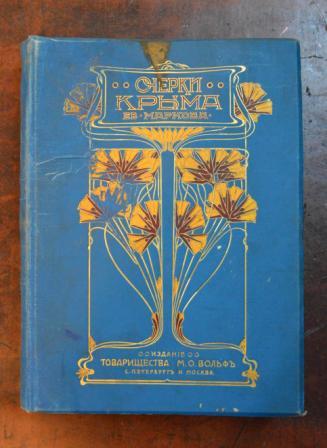 ОЧЕРКИ
КРЫМА
ЕВ. МАРКОВА.
ИЗДАНІЕ
ТОВАРИЩЕСТВА М.О. ВОЛЬФЪ
С.-ПЕТЕРБУРГЪ И МОСКВА